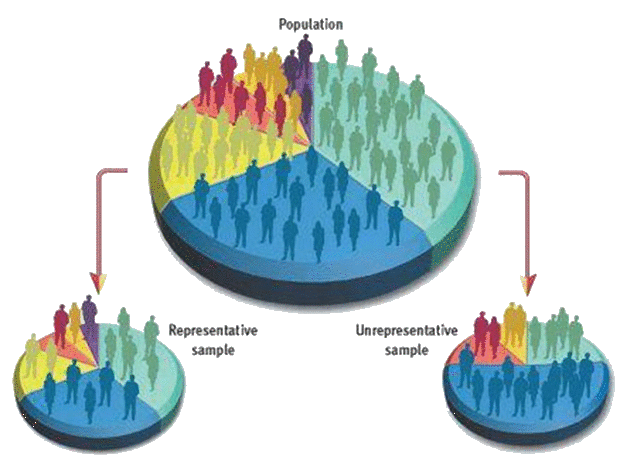 Population
Representative
sample
Unrepresentative
sample